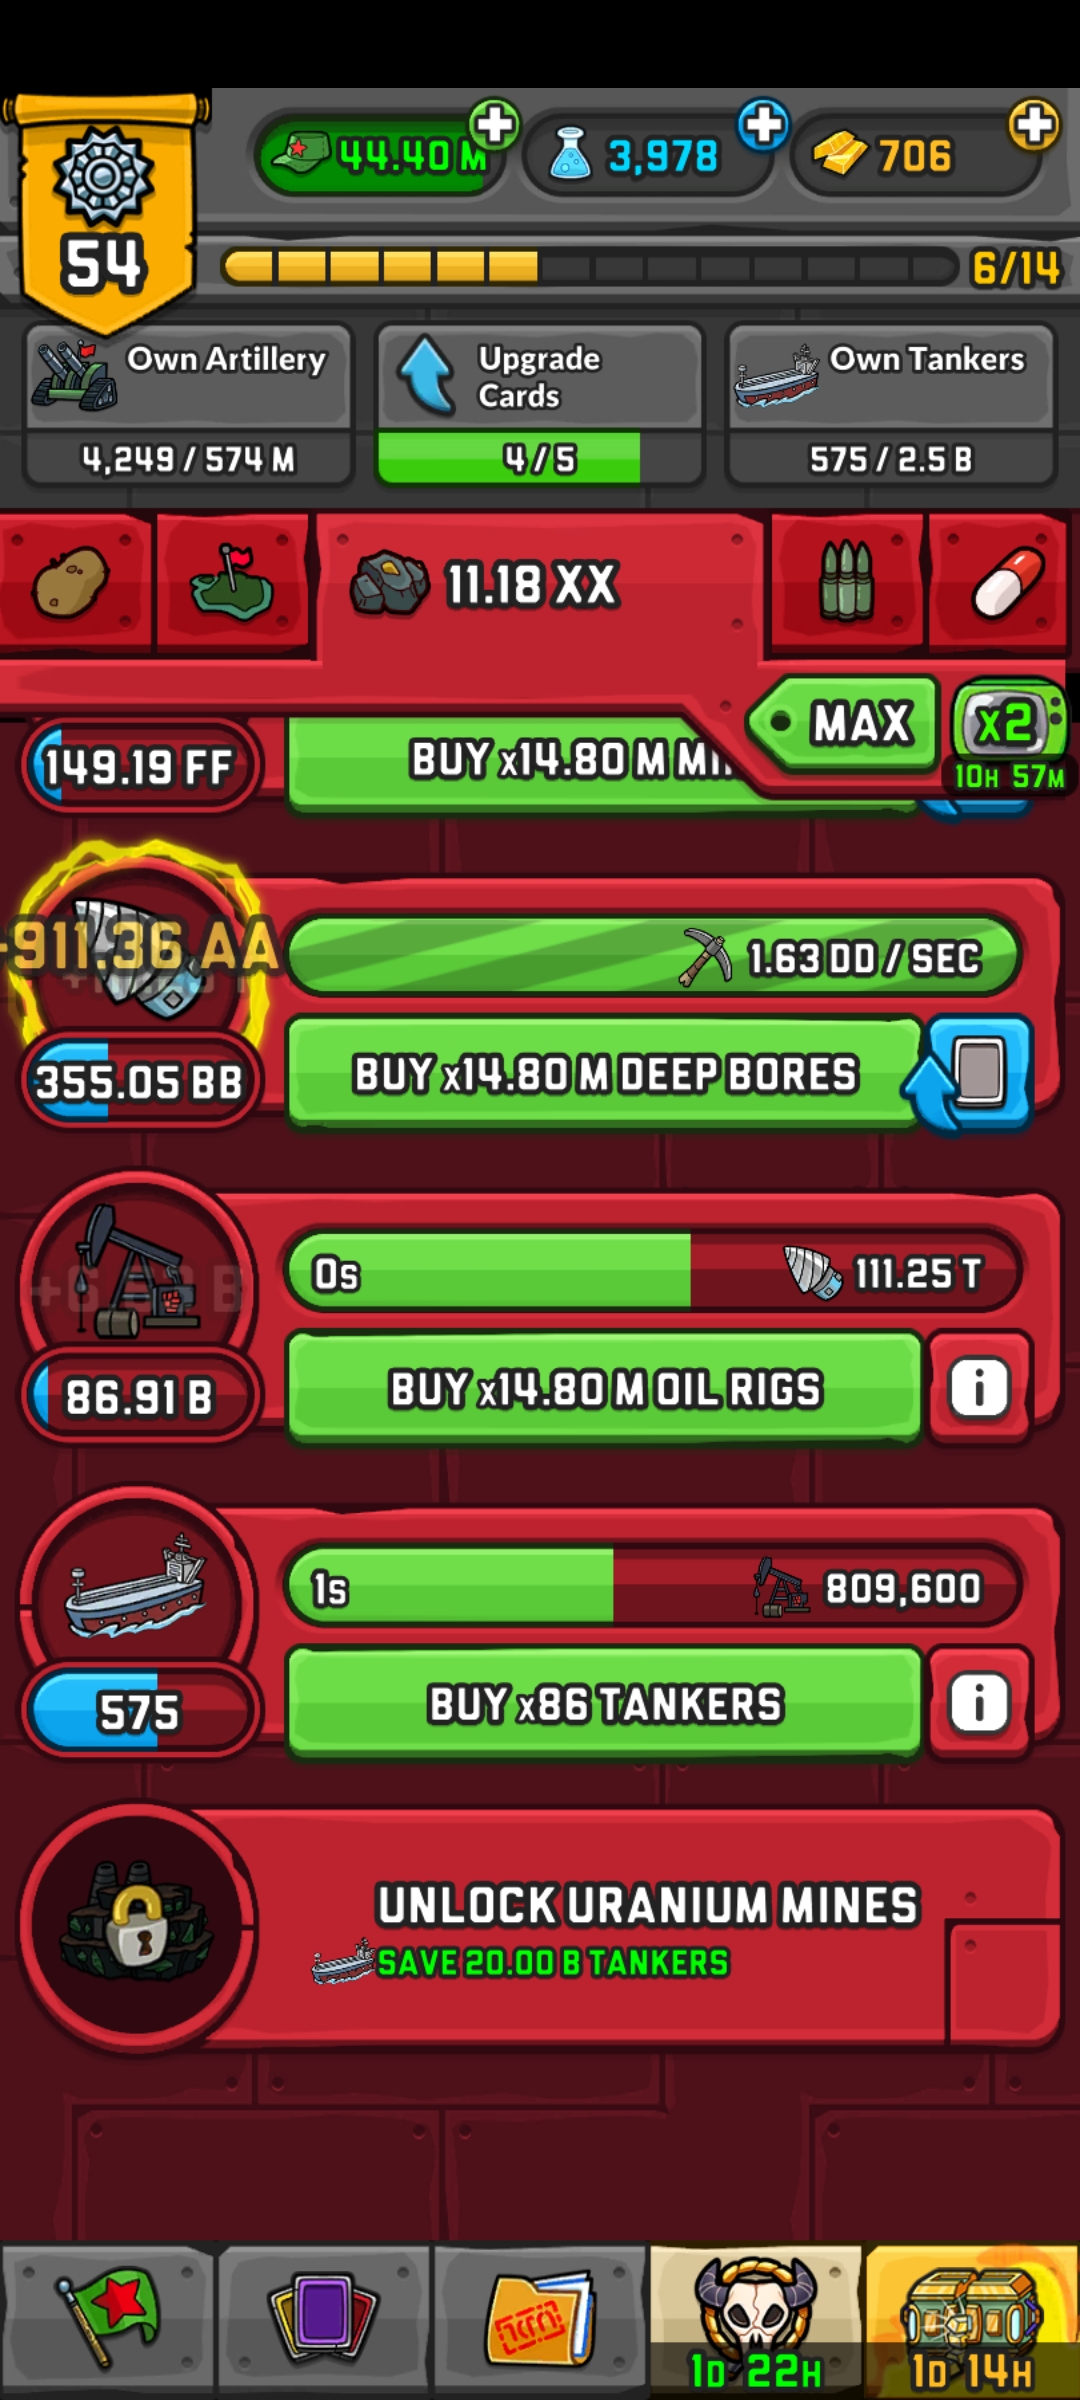 44.40 M
3,978
706
54
6/14
Own Artillery
Upgrade
Cards
Own Tankers
4,249 / 574 M
4 / 5
575 / 2.5 B
11.18 XX
MAX
x2
10H 57M
149.19 FF
BUY x14.80 M
-911.36 AA
1.63 DD / SEC
355.05 BB
BUY x14.80 M DEEP BORES
0s
111.25 T
86.91 B
BUY x14.80 M OIL RIGS
i
1s
809,600
575
BUY x86 TANKERS
i
UNLOCK URANIUM MINES
SAVE 20.00 B TANKERS
1D 22H
1D 14H